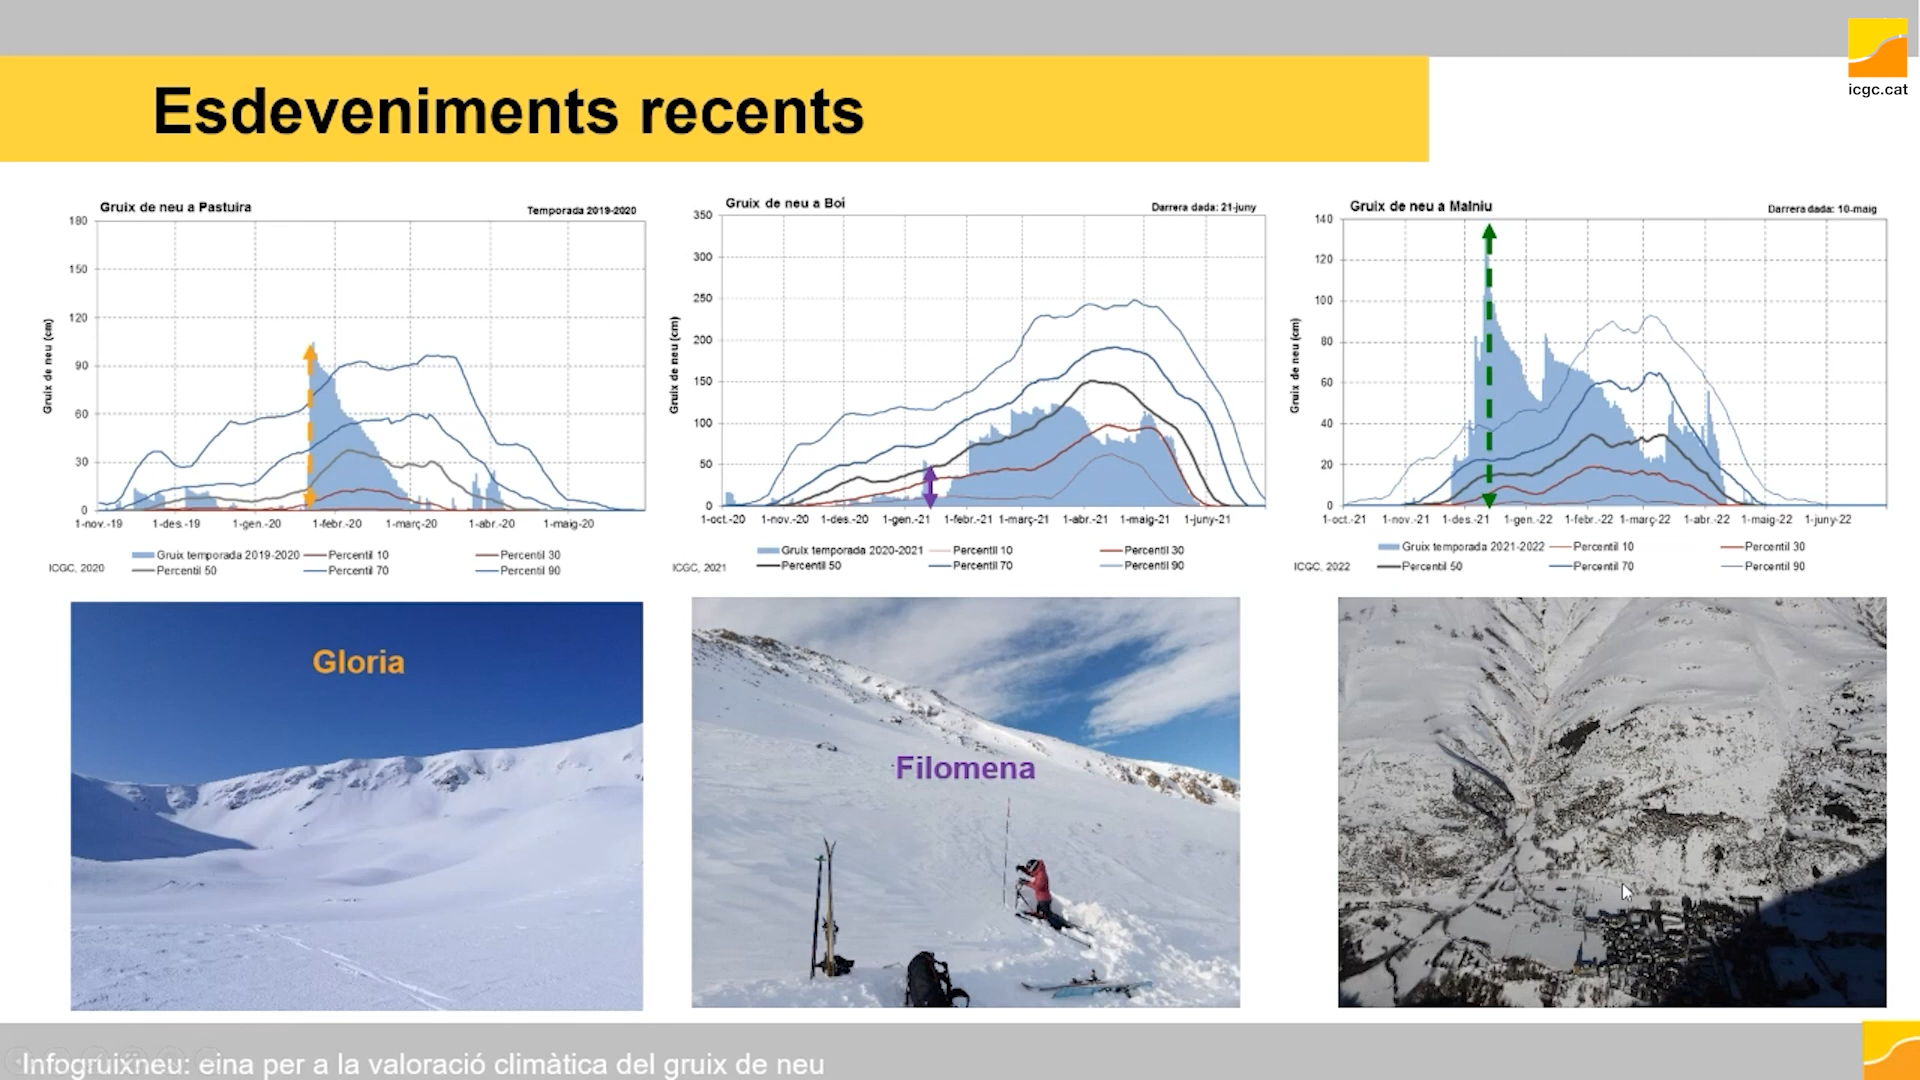 icgc.cat
Esdeveniments recents
Gruix de neu a Pastuira
Temporada 2019-2020
Gruix de neu (cm)
180
150
120
90
60
30
0
1-nov.-19 1-des.-19 1-gen.-20 1-febr.-20 1-març-20 1-abr.-20 1-maig-20
Gruix temporada 2019-2020 Percentil 10 Percentil 30
Percentil 50 Percentil 70 Percentil 90
ICGC, 2020
Gruix de neu a Boí
Darrera dada: 21-juny
Gruix de neu (cm)
350
300
250
200
150
100
50
0
1-oct.-20 1-nov.-20 1-des.-20 1-gen.-21 1-febr.-21 1-març-21 1-abr.-21 1-maig-21 1-juny-21
Gruix temporada 2020-2021 Percentil 10 Percentil 30
Percentil 50 Percentil 70 Percentil 90
ICGC, 2021
Gruix de neu a Malniu
Darrera dada: 10-maig
Gruix de neu (cm)
140
120
100
80
60
40
20
0
1-oct.-21 1-nov.-21 1-des.-21 1-gen.-22 1-febr.-22 1-març-22 1-abr.-22 1-maig-22 1-juny-22
Gruix temporada 2021-2022 Percentil 10 Percentil 30
Percentil 50 Percentil 70 Percentil 90
ICGC, 2022
Gloria
Filomena
Infogruixneu: eina per a la valoració climàtica del gruix de neu